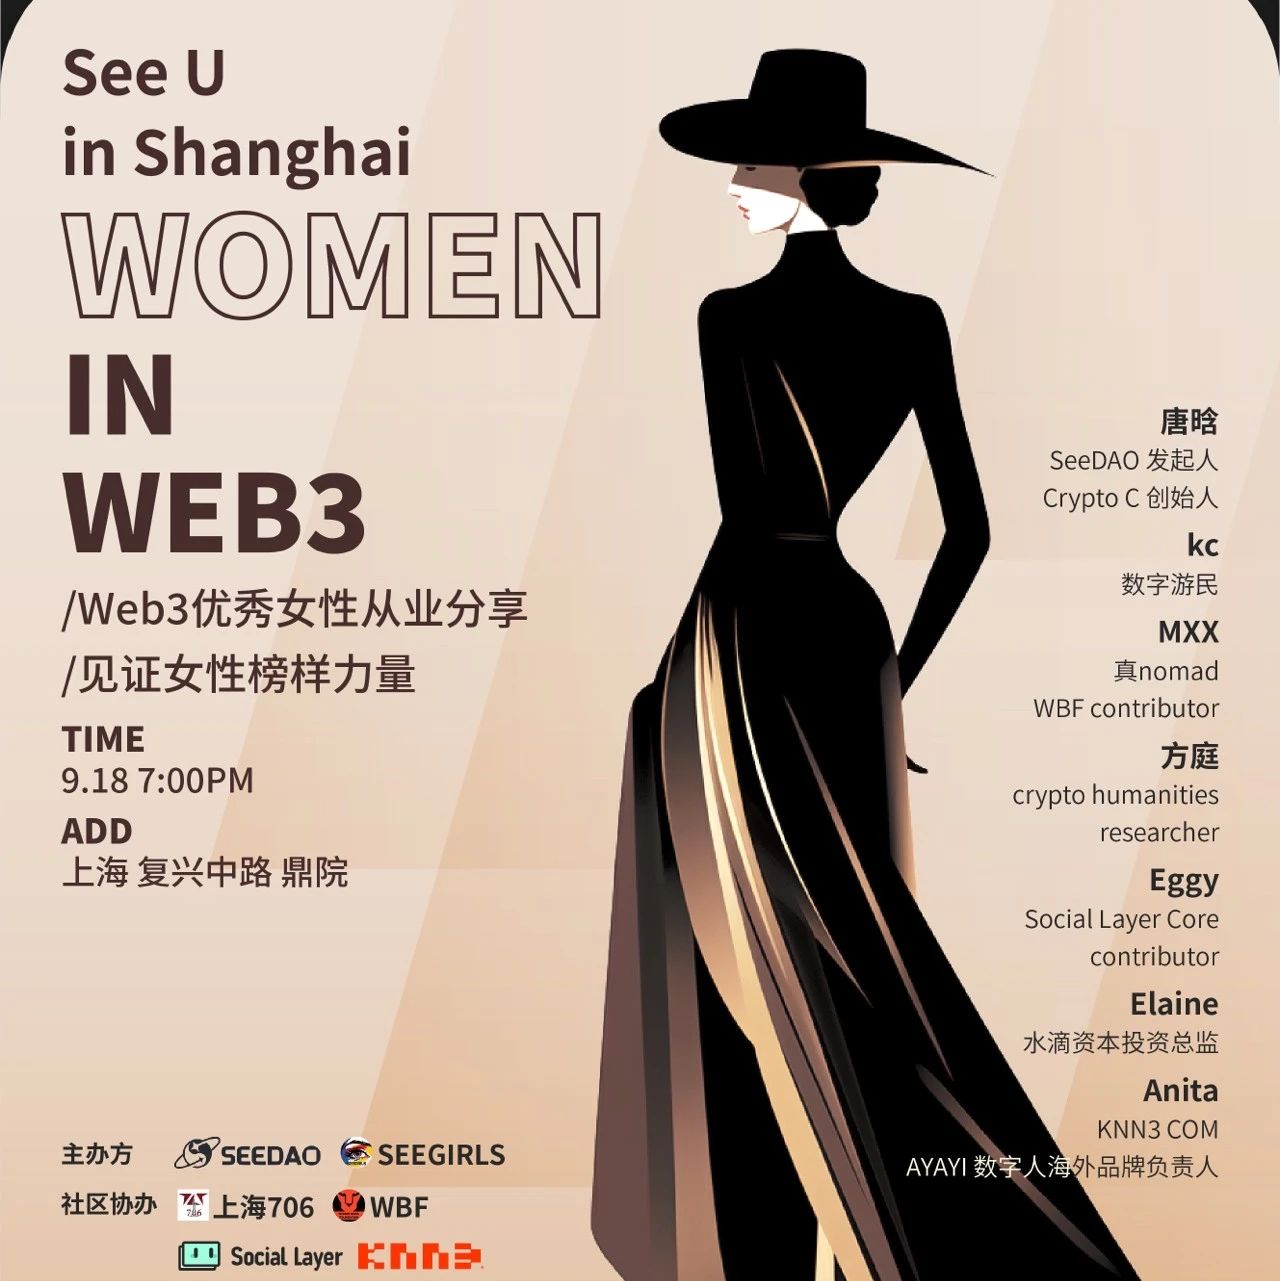 See U
in Shanghai
WOMEN
IN
WEB3
/Web3优秀女性从业分享
/见证女性榜样力量
TIME
9.18 7:00PM
ADD
上海 复兴中路 鼎院
唐晗
SeeDAO 发起人
Crypto C 创始人
kc
数字游民
MXX
真nomad
WBF contributor
方庭
crypto humanities
researcher
Eggy
Social Layer Core
contributor
Elaine
水滴资本投资总监
Anita
KNN3 COM
AYAYI 数字人海外品牌负责人
主办方 SEEDAO SEEGIRLS
社区协办 706 上海706 WBF
Social Layer Knn3